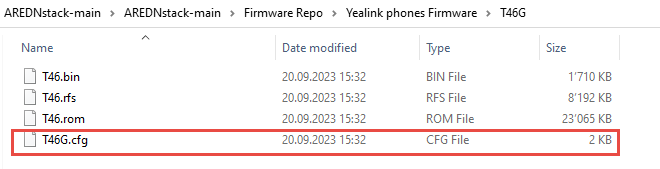 AREDNstack-main > AREDNstack-main > Firmware Repo > Yealink phones Firmware > T46G
Name Date modified Type Size
T46.bin 20.09.2023 15:32 BIN File 1'710 KB
T46.rfs 20.09.2023 15:32 RFS File 8'192 KB
T46.rom 20.09.2023 15:32 ROM File 23'065 KB
T46G.cfg 20.09.2023 15:32 CFG File 2 KB